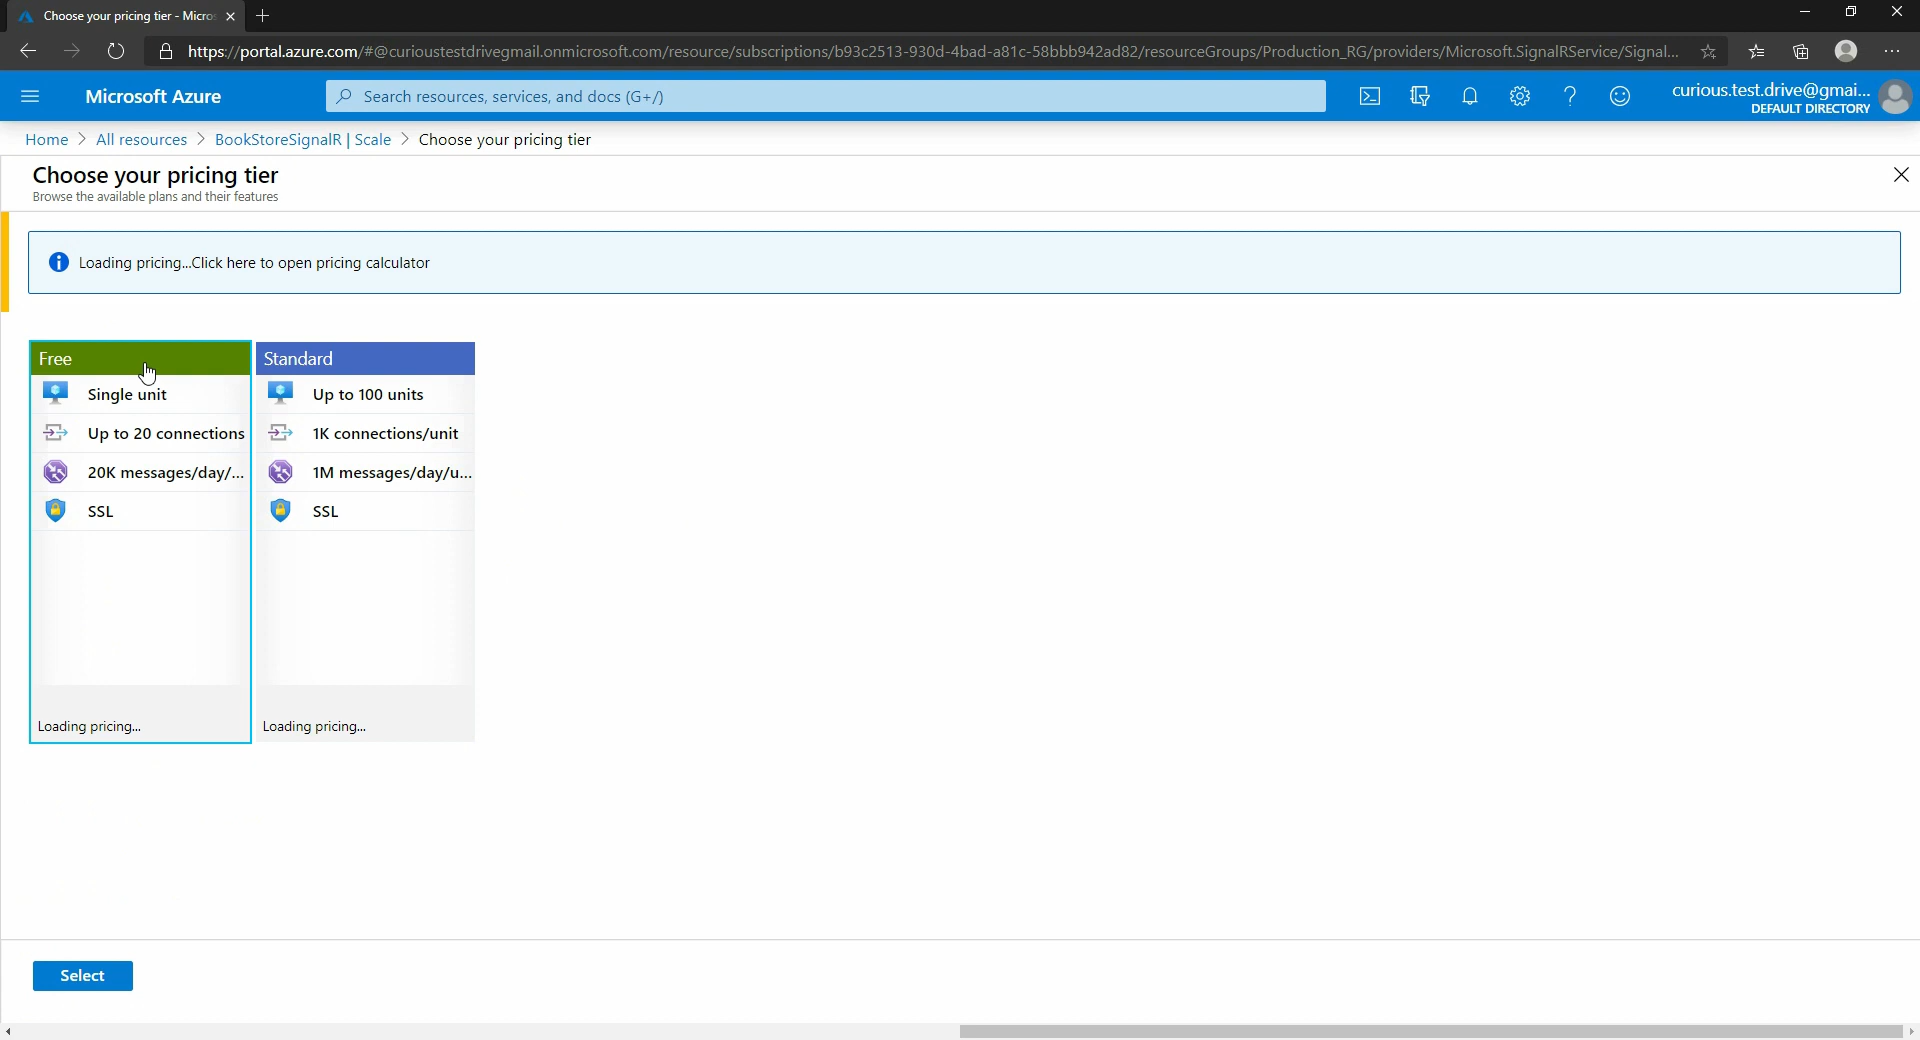 Choose your pricing tier - Micros
https://portal.azure.com/#@curioustestdrivegmail.onmicrosoft.com/resource/subscriptions/b93c2513-930d-4bad-a81c-58bbb942ad82/resourceGroups/Production_RG/providers/Microsoft.SignalRService/Signal...
Microsoft Azure
Search resources, services, and docs (G+/)
curious.test.drive@gmai...
DEFAULT DIRECTORY
Home > All resources > BookStoreSignalR | Scale > Choose your pricing tier
Choose your pricing tier
Browse the available plans and their features
Loading pricing...Click here to open pricing calculator
Free
Single unit
Up to 20 connections
20K messages/day/...
SSL
Loading pricing...
Standard
Up to 100 units
1K connections/unit
1M messages/day/u...
SSL
Loading pricing...
Select